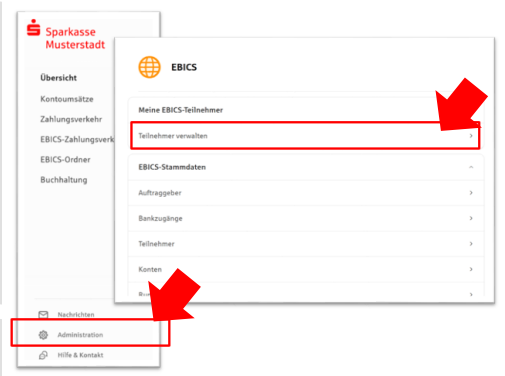 Sparkasse
Musterstadt
Übersicht
Kontoumsätze
Zahlungsverkehr
EBICS-Zahlungsverk
EBICS-Ordner
Buchhaltung
Nachrichten
Administration
Hilfe & Kontakt
EBICS
Meine EBICS-Teilnehmer
Teilnehmer verwalten
EBICS-Stammdaten
Auftraggeber
Bankzugänge
Teilnehmer
Konten